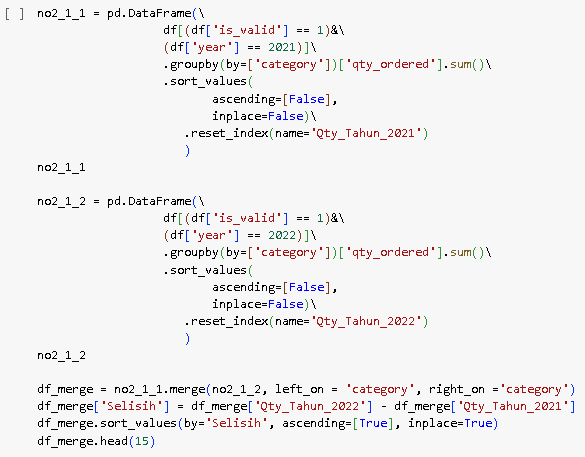 [ ] no2_1_1 = pd.DataFrame(\
df[(df['is_valid'] == 1)&\
(df['year'] == 2021)]\
.groupby(by=['category'])['qty_ordered'].sum()\
.sort_values(
ascending=[False],
inplace=False)\
.reset_index(name='Qty_Tahun_2021')
)
no2_1_1
no2_1_2 = pd.DataFrame(\
df[(df['is_valid'] == 1)&\
(df['year'] == 2022)]\
.groupby(by=['category'])['qty_ordered'].sum()\
.sort_values(
ascending=[False],
inplace=False)\
.reset_index(name='Qty_Tahun_2022')
)
no2_1_2
df_merge = no2_1_1.merge(no2_1_2, left_on = 'category', right_on ='category')
df_merge['Selisih'] = df_merge['Qty_Tahun_2022'] - df_merge['Qty_Tahun_2021']
df_merge.sort_values(by='Selisih', ascending=[True], inplace=True)
df_merge.head(15)